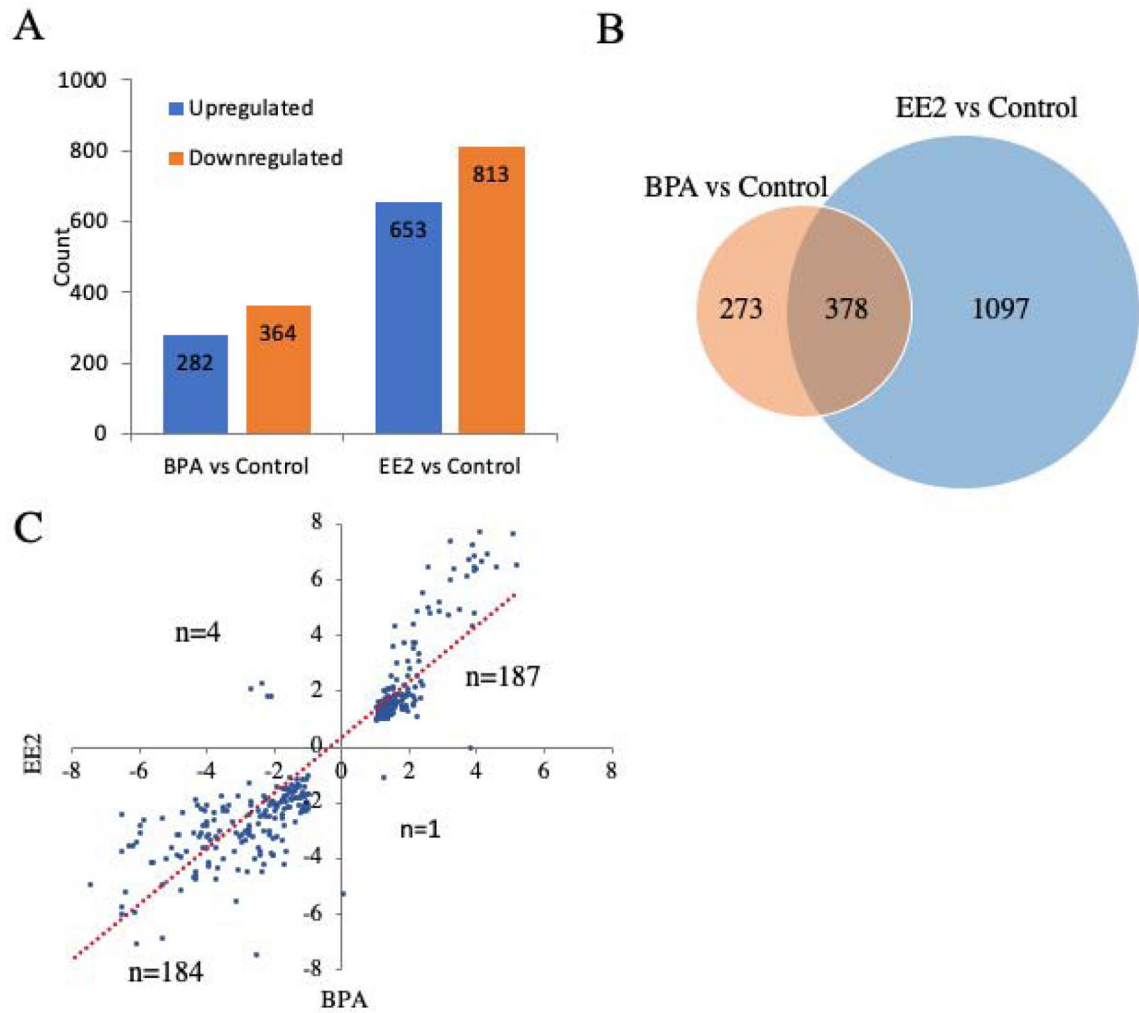 A
1000
800
600
400
200
0
Count
Upregulated
Downregulated
282
364
653
813
BPA vs Control
EE2 vs Control
B
EE2 vs Control
BPA vs Control
273
378
1097
C
8
6
4
2
0
-2
-4
-6
-8
-8
-6
-4
-2
0
2
4
6
8
n=4
n=187
n=1
n=184
EE2
BPA